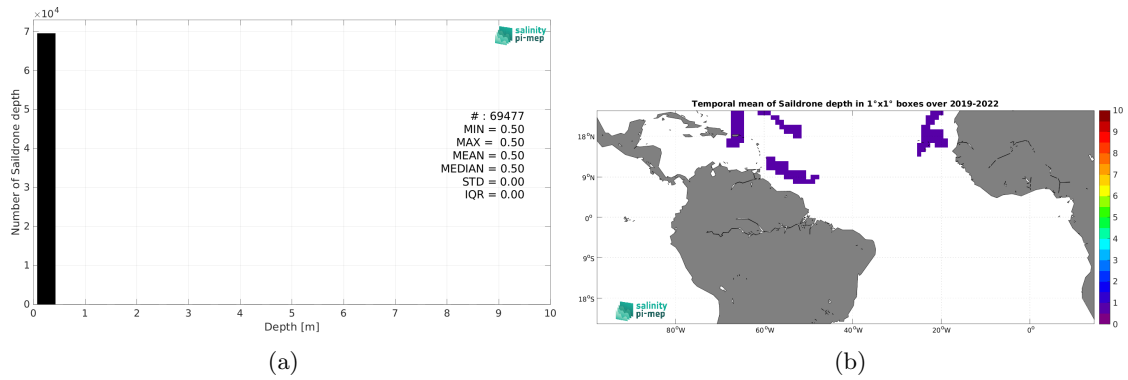 ×10⁴
7
6
5
4
3
2
1
0
Number of Saildrone depth
salinity
pi-mep
# : 69477
MIN = 0.50
MAX = 0.50
MEAN = 0.50
MEDIAN = 0.50
STD = 0.00
IQR = 0.00
0 1 2 3 4 5 6 7 8 9 10
Depth [m]
(a)
Temporal mean of Saildrone depth in 1°x1° boxes over 2019-2022
18°N
9°N
0°
9°S
18°S
salinity
pi-mep
80°W 60°W 40°W 20°W 0°
10
9
8
7
6
5
4
3
2
1
0
(b)